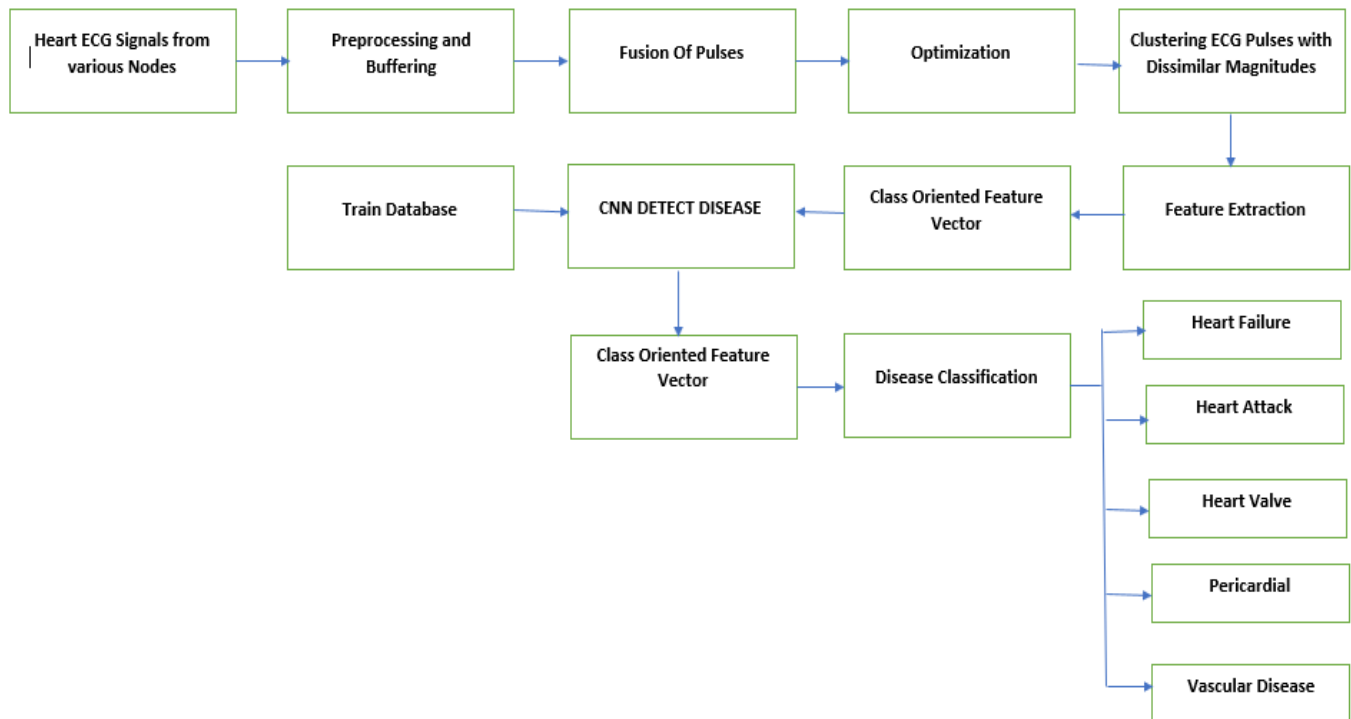 Heart ECG Signals from
various Nodes
Preprocessing and
Buffering
Fusion Of Pulses
Optimization
Clustering ECG Pulses with
Dissimilar Magnitudes
Train Database
CNN DETECT DISEASE
Class Oriented Feature
Vector
Feature Extraction
Class Oriented Feature
Vector
Disease Classification
Heart Failure
Heart Attack
Heart Valve
Pericardial
Vascular Disease